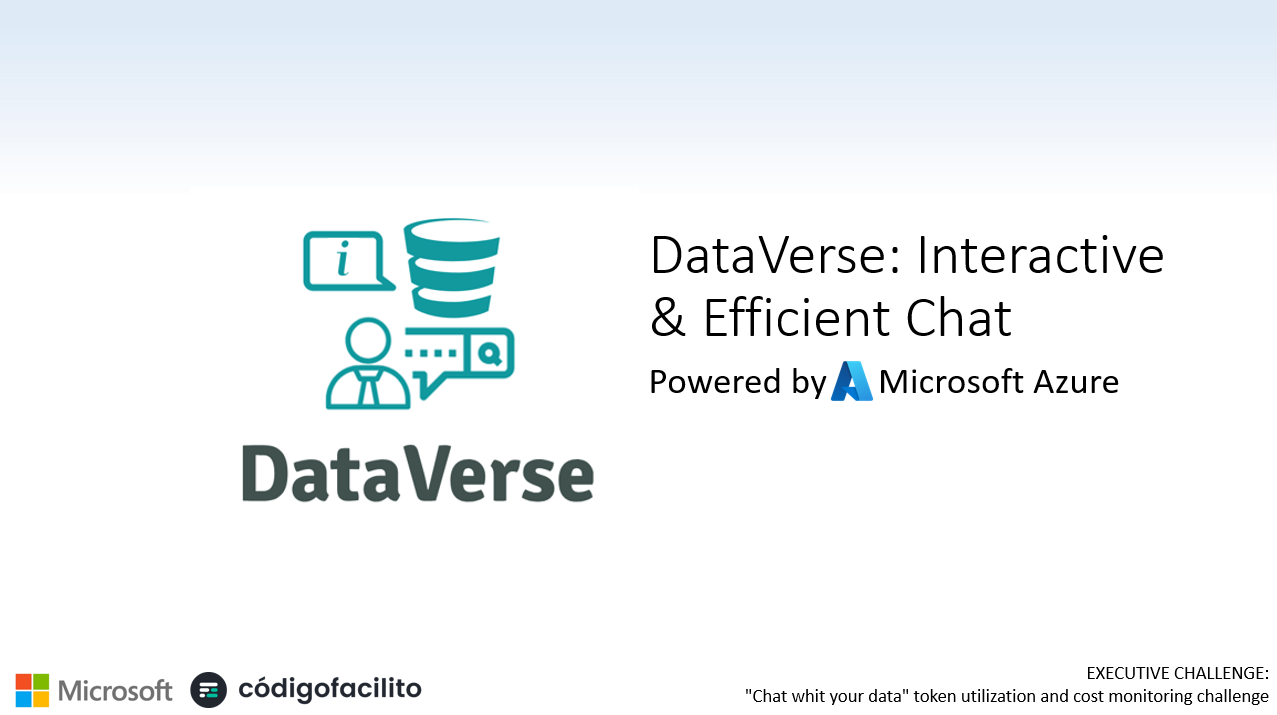 i
DataVerse
DataVerse: Interactive
& Efficient Chat
Powered by Microsoft Azure
Microsoft
códigofacilito
EXECUTIVE CHALLENGE:
"Chat whit your data" token utilization and cost monitoring challenge